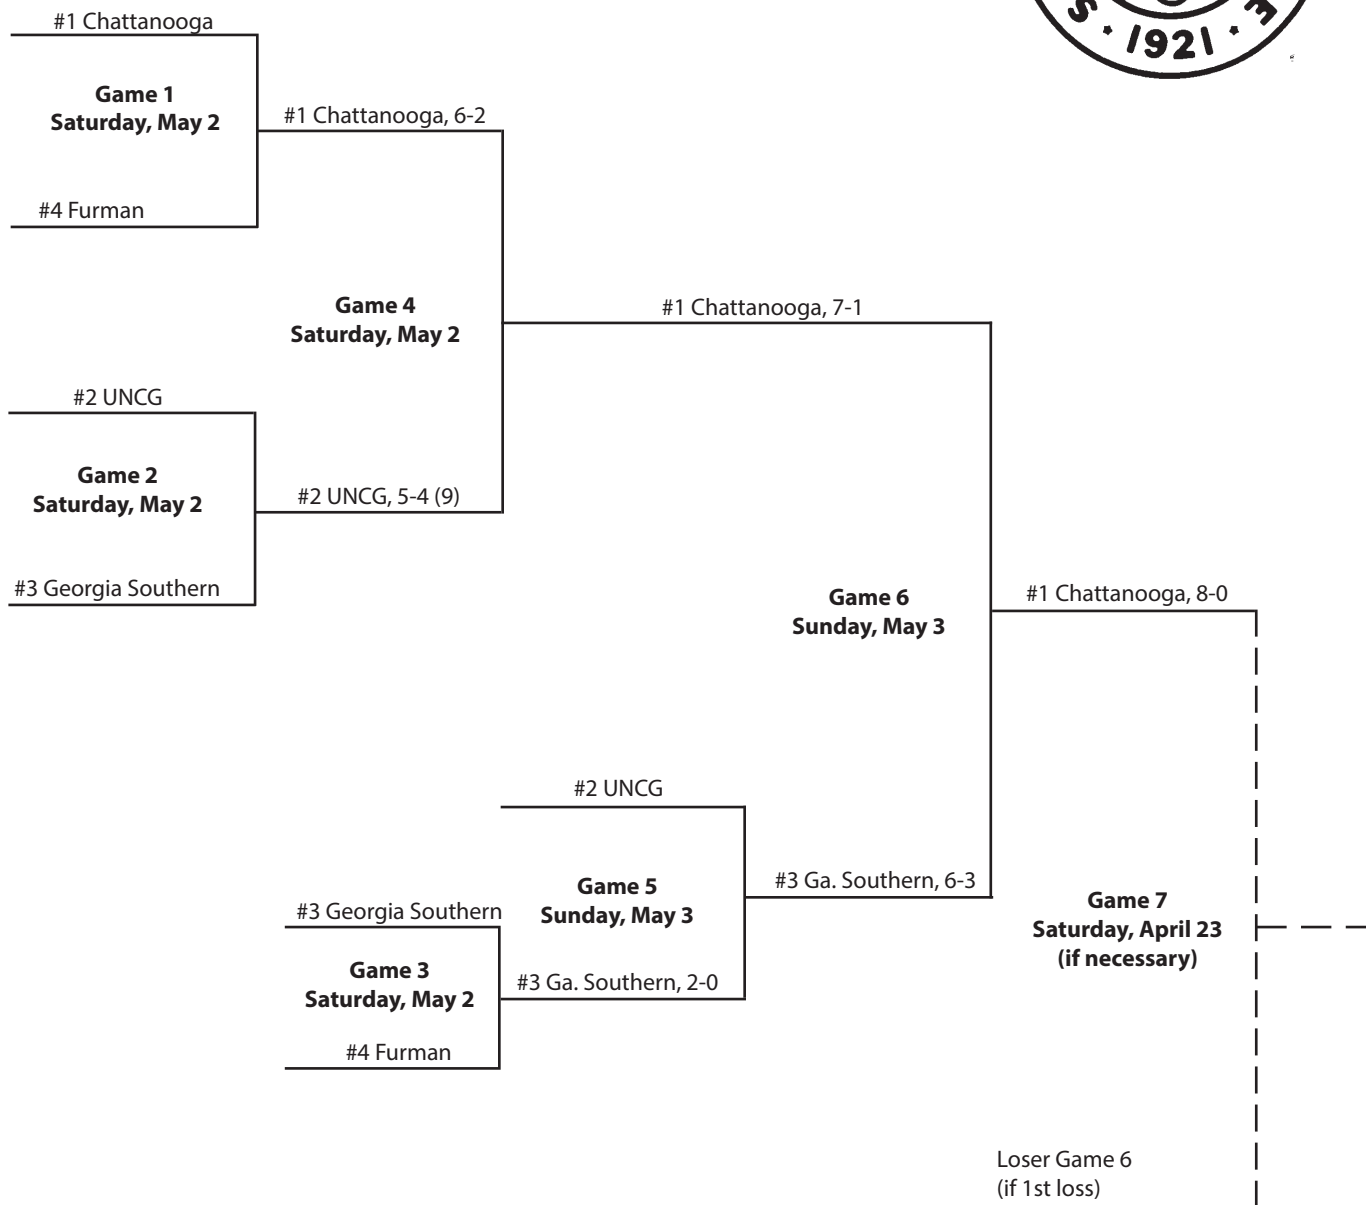 #1 Chattanooga
S · 1921 · E
Game 1
Saturday, May 2
#1 Chattanooga, 6-2
#4 Furman
Game 4
Saturday, May 2
#1 Chattanooga, 7-1
#2 UNCG
Game 2
Saturday, May 2
#2 UNCG, 5-4 (9)
#3 Georgia Southern
Game 6
Sunday, May 3
#1 Chattanooga, 8-0
#2 UNCG
Game 5
Sunday, May 3
#3 Ga. Southern, 6-3
#3 Georgia Southern
Game 3
Saturday, May 2
#3 Ga. Southern, 2-0
#4 Furman
Game 7
Saturday, April 23
(if necessary)
Loser Game 6
(if 1st loss)